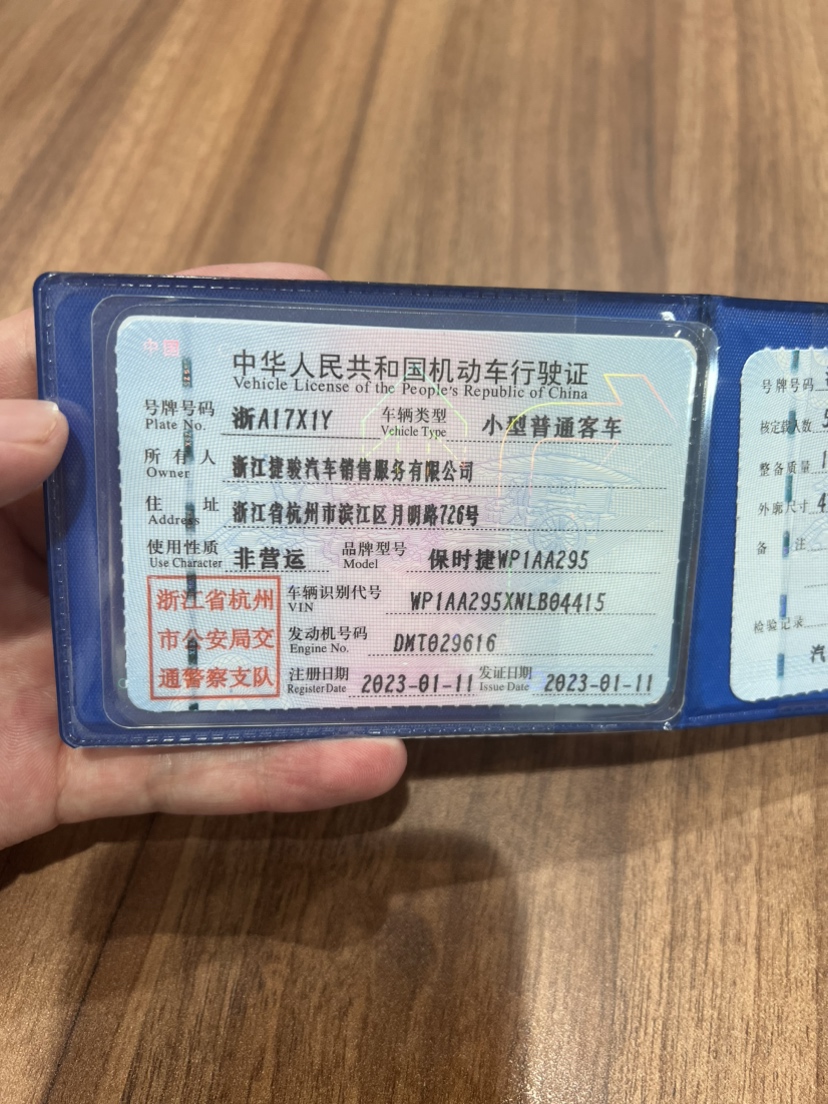 中国
中华人民共和国机动车行驶证
Vehicle License of the People's Republic of China
号牌号码 浙A17X1Y 车辆类型 小型普通客车
Plate No. Vehicle Type
所有人 浙江捷骏汽车销售服务有限公司
Owner
住址 浙江省杭州市滨江区月明路726号
Address
使用性质 非营运 品牌型号 保时捷WP1AA295
Use Character Model
浙江省杭州
市公安局交
通警察支队
车辆识别代号 WP1AA295XNLB04415
VIN
发动机号码 DMT029616
Engine No.
注册日期 2023-01-11 发证日期 2023-01-11
Register Date Issue Date
号牌号码
核定载人数 5
整备质量 1
外廓尺寸 4
备注
检验记录
汽